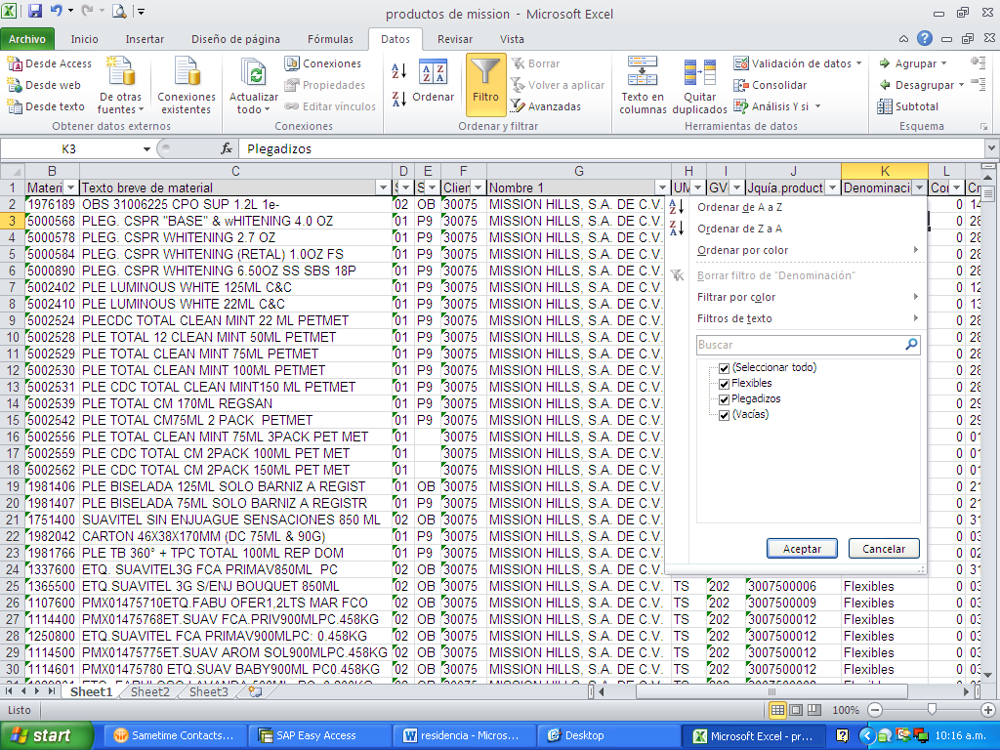 productos de mission - Microsoft Excel
Archivo Inicio Insertar Diseño de página Fórmulas Datos Revisar Vista
Desde Access
Desde web
Desde texto
De otras fuentes
Conexiones existentes
Obtener datos externos
Actualizar todo
Conexiones
Propiedades
Editar vínculos
Conexiones
Ordenar
Filtro
Borrar
Volver a aplicar
Avanzadas
Ordenar y filtrar
Texto en columnas
Quitar duplicados
Validación de datos
Consolidar
Análisis Y si
Herramientas de datos
Agrupar
Desagrupar
Subtotal
Esquema
K3 fx Plegadizos
B C D E F G H I J K L M
1 Materi Texto breve de material S S Clien Nombre 1 UM GV Jquía.product Denominaci Co Cr
2 1976189 OBS 31006225 CPO SUP 1.2L 1e- 02 OB 30075 MISSION HILLS, S.A. DE C.V. 0 14
3 5000568 PLEG. CSPR "BASE" & wHITENING 4.0 OZ 01 P9 30075 MISSION HILLS, S.A. DE C.V. 0 28
4 5000578 PLEG. CSPR WHITENING 2.7 OZ 01 P9 30075 MISSION HILLS, S.A. DE C.V. 0 28
5 5000584 PLEG. CSPR WHITENING (RETAL) 1.0OZ FS 01 P9 30075 MISSION HILLS, S.A. DE C.V. 0 28
6 5000890 PLEG. CSPR WHITENING 6.50OZ SS SBS 18P 01 P9 30075 MISSION HILLS, S.A. DE C.V. 0 28
7 5002402 PLE LUMINOUS WHITE 125ML C&C 01 P9 30075 MISSION HILLS, S.A. DE C.V. 0 12
8 5002410 PLE LUMINOUS WHITE 22ML C&C 01 P9 30075 MISSION HILLS, S.A. DE C.V. 0 13
9 5002524 PLECDC TOTAL CLEAN MINT 22 ML PETMET 01 P9 30075 MISSION HILLS, S.A. DE C.V. 0 28
10 5002528 PLE TOTAL 12 CLEAN MINT 50ML PETMET 01 P9 30075 MISSION HILLS, S.A. DE C.V. 0 28
11 5002529 PLE TOTAL CLEAN MINT 75ML PETMET 01 P9 30075 MISSION HILLS, S.A. DE C.V. 0 28
12 5002530 PLE TOTAL CLEAN MINT 100ML PETMET 01 P9 30075 MISSION HILLS, S.A. DE C.V. 0 28
13 5002531 PLE CDC TOTAL CLEAN MINT150 ML PETMET 01 P9 30075 MISSION HILLS, S.A. DE C.V. 0 28
14 5002539 PLE TOTAL CM 170ML REGSAN 01 P9 30075 MISSION HILLS, S.A. DE C.V. 0 29
15 5002542 PLE TOTAL CM75ML 2 PACK PETMET 01 P9 30075 MISSION HILLS, S.A. DE C.V. 0 29
16 5002556 PLE TOTAL CLEAN MINT 75ML 3PACK PET MET 01 30075 MISSION HILLS, S.A. DE C.V. 0 01
17 5002559 PLE CDC TOTAL CM 2PACK 100ML PET MET 01 30075 MISSION HILLS, S.A. DE C.V. 0 01
18 5002562 PLE CDC TOTAL CM 2PACK 150ML PET MET 01 30075 MISSION HILLS, S.A. DE C.V. 0 01
19 1981406 PLE BISELADA 125ML SOLO BARNIZ A REGIST 01 OB 30075 MISSION HILLS, S.A. DE C.V. 0 21
20 1981407 PLE BISELADA 75ML SOLO BARNIZ A REGISTR 01 P9 30075 MISSION HILLS, S.A. DE C.V. 0 21
21 1751400 SUAVITEL SIN ENJUAGUE SENSACIONES 850 ML 02 OB 30075 MISSION HILLS, S.A. DE C.V. 0 31
22 1982042 CARTON 46X38X170MM (DC 75ML & 90G) 01 P9 30075 MISSION HILLS, S.A. DE C.V. 0 03
23 1981766 PLE TB 360° + TPC TOTAL 100ML REP DOM 01 P9 30075 MISSION HILLS, S.A. DE C.V. 0 02
24 1337600 ETQ. SUAVITEL3G FCA PRIMAV850ML PC 02 OB 30075 MISSION HILLS, S.A. DE C.V. 0 31
25 1365500 ETQ.SUAVITEL 3G S/ENJ BOUQUET 850ML 02 OB 30075 MISSION HILLS, S.A. DE C.V. TS 202 3007500006 Flexibles 0 03
26 1107600 PMX01475710ETQ.FABU OFER1,2LTS MAR FCO 02 OB 30075 MISSION HILLS, S.A. DE C.V. TS 202 3007500009 Flexibles 0 03
27 1114400 PMX01475768ET.SUAV FCA.PRIV900MLPC.458KG 02 OB 30075 MISSION HILLS, S.A. DE C.V. TS 202 3007500012 Flexibles 0 03
28 1250800 ETQ.SUAVITEL FCA PRIMAV900MLPC: 0.458KG 02 OB 30075 MISSION HILLS, S.A. DE C.V. TS 202 3007500012 Flexibles 0 03
29 1114500 PMX01475775ET.SUAV AROM SOL900MLPC.458KG 02 OB 30075 MISSION HILLS, S.A. DE C.V. TS 202 3007500012 Flexibles 0 03
30 1114601 PMX01475780 ETQ.SUAV BABY900ML PC0.458KG 02 OB 30075 MISSION HILLS, S.A. DE C.V. TS 202 3007500012 Flexibles 0 03
Ordenar de A a Z
Ordenar de Z a A
Ordenar por color
Borrar filtro de "Denominación"
Filtrar por color
Filtros de texto
Buscar
(Seleccionar todo)
Flexibles
Plegadizos
(Vacías)
Aceptar Cancelar
Sheet1 Sheet2 Sheet3
Listo 100%
start Sametime Contacts... SAP Easy Access residencia - Micros... Desktop Microsoft Excel - pr... 10:16 a.m.